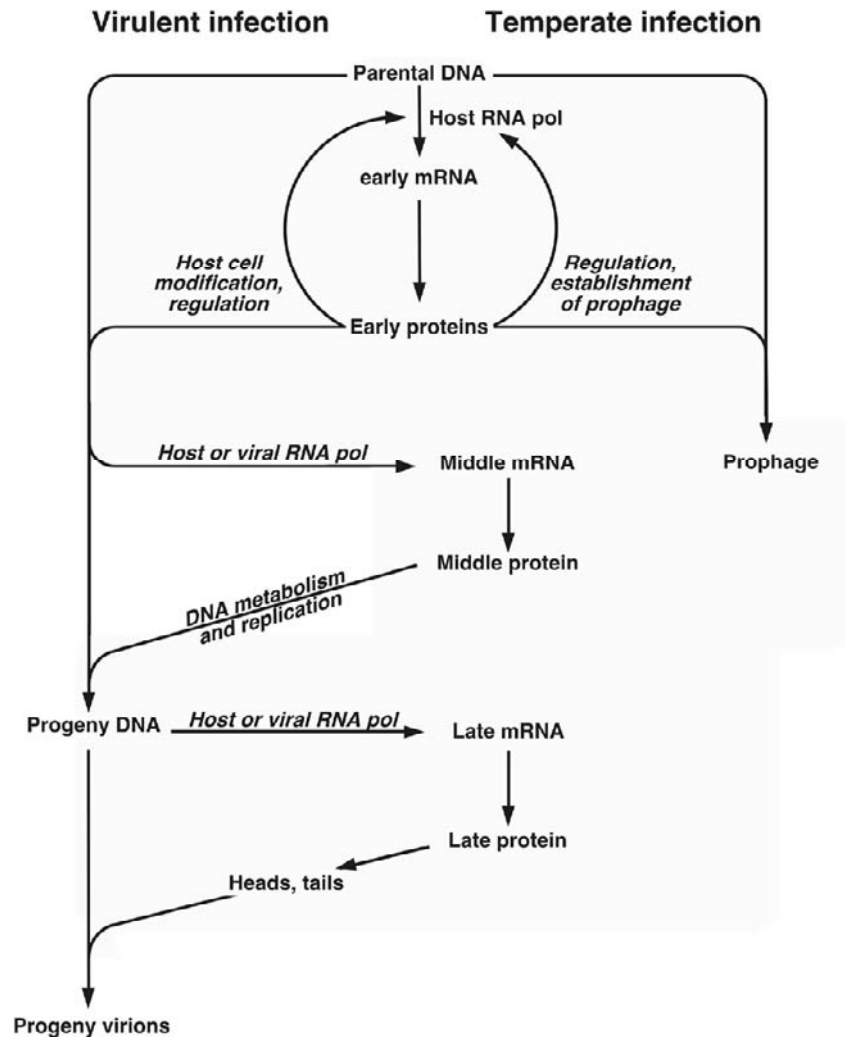 Virulent infection
Temperate infection
Parental DNA
Host RNA pol
early mRNA
Host cell
modification,
regulation
Regulation,
establishment
of prophage
Early proteins
Host or viral RNA pol
Middle mRNA
Prophage
Middle protein
DNA metabolism
and replication
Progeny DNA
Host or viral RNA pol
Late mRNA
Late protein
Heads, tails
Progeny virions